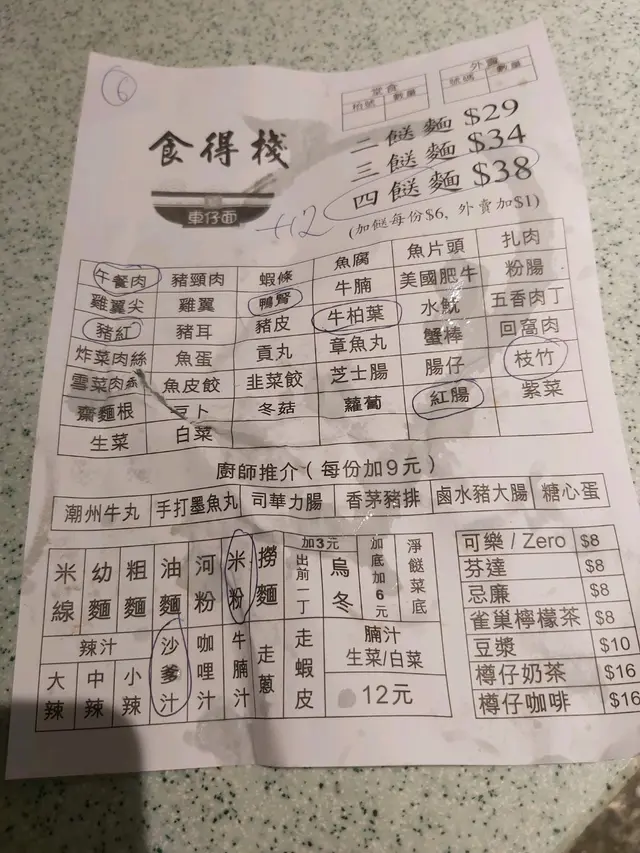 6
堂食 外賣
枱號 數量 號碼 數量
食得棧
車仔面
二餸麵 $29
三餸麵 $34
四餸麵 $38
+12
(加餸每份$6, 外賣加$1)
午餐肉 豬頸肉 蝦條 魚腐 魚片頭 扎肉
雞翼尖 雞翼 鴨腎 牛腩 美國肥牛 粉腸
豬紅 豬耳 豬皮 牛柏葉 水魷 五香肉丁
炸菜肉絲 魚蛋 貢丸 章魚丸 蟹棒 回窩肉
雪菜肉絲 魚皮餃 韭菜餃 芝士腸 腸仔 枝竹
齋麵根 豆卜 冬菇 蘿蔔 紅腸 紫菜
生菜 白菜
廚師推介(每份加9元)
潮州牛丸 手打墨魚丸 司華力腸 香茅豬排 鹵水豬大腸 糖心蛋
米線 幼麵 粗麵 油麵 河粉 米粉 撈麵 加3元 出前一丁 烏冬 加底加6元 淨餸菜底
辣汁 大辣 中辣 小辣 沙爹汁 咖哩汁 牛腩汁 走蔥 走蝦皮
腩汁
生菜/白菜
12元
可樂 / Zero $8
芬達 $8
忌廉 $8
雀巢檸檬茶 $8
豆漿 $10
樽仔奶茶 $16
樽仔咖啡 $16